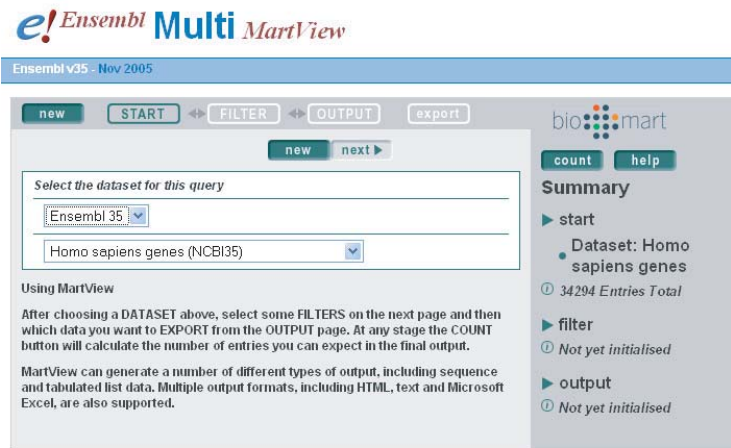 e! Ensembl Multi MartView
Ensembl v35 - Nov 2005
new START FILTER OUTPUT export
new next
Select the dataset for this query
Ensembl 35
Homo sapiens genes (NCBI35)
Using MartView
After choosing a DATASET above, select some FILTERS on the next page and then
which data you want to EXPORT from the OUTPUT page. At any stage the COUNT
button will calculate the number of entries you can expect in the final output.
MartView can generate a number of different types of output, including sequence
and tabulated list data. Multiple output formats, including HTML, text and Microsoft
Excel, are also supported.
bio mart
count help
Summary
start
Dataset: Homo
sapiens genes
34294 Entries Total
filter
Not yet initialised
output
Not yet initialised